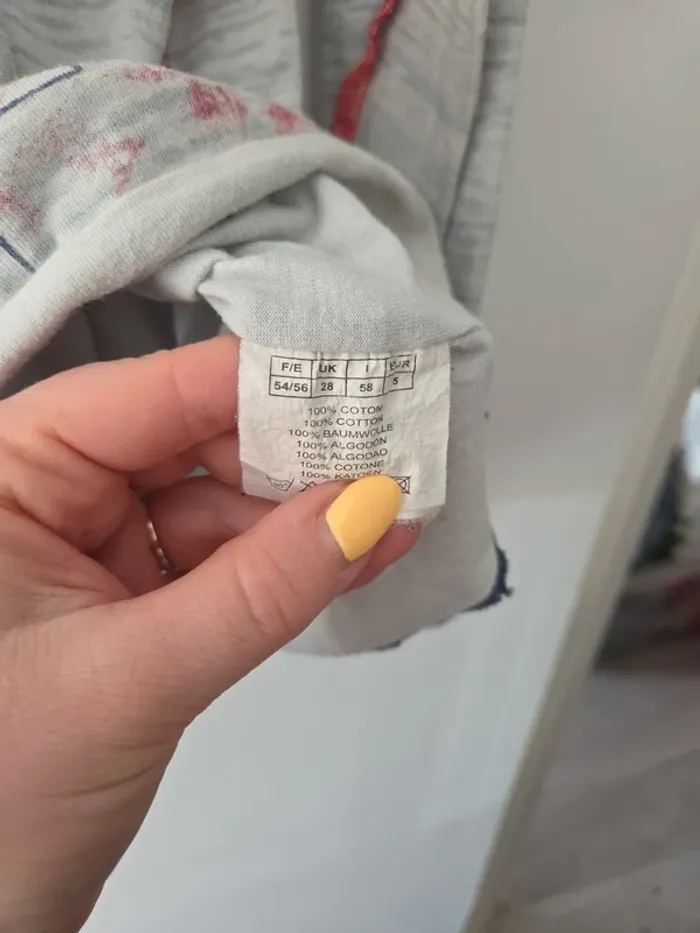 F/E UK I EUR
54/56 28 58 5
100% COTON
100% COTTON
100% BAUMWOLLE
100% ALGODON
100% ALGODAO
100% COTONE
100% KATOEN
30°